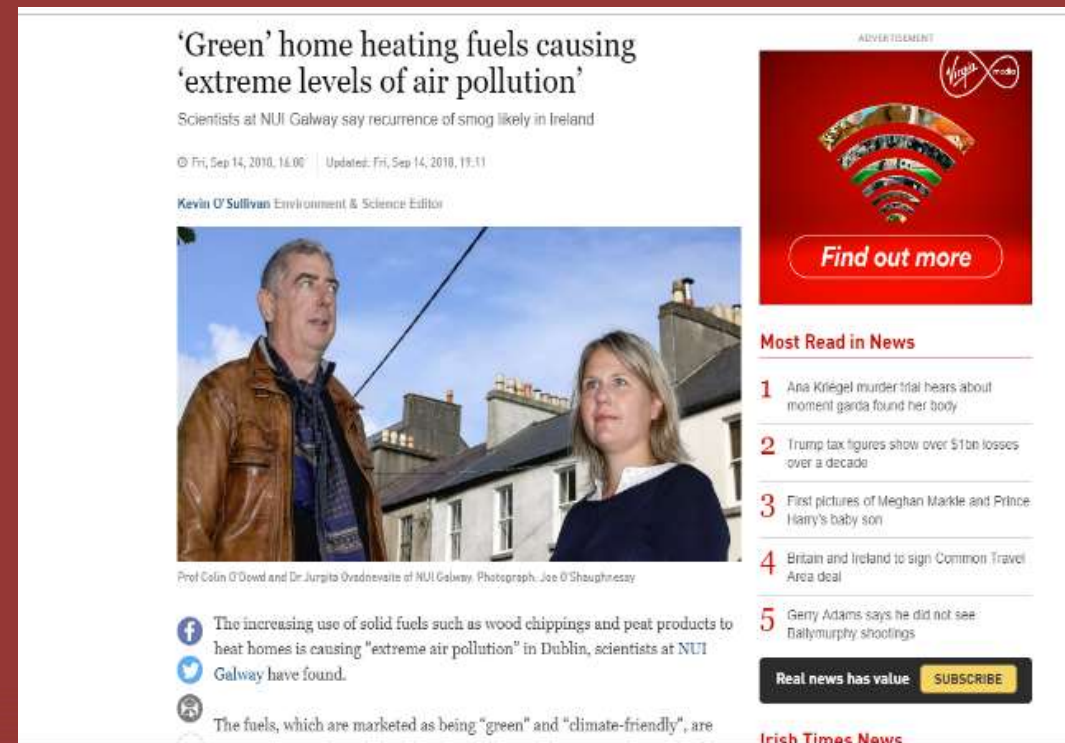 ‘Green’ home heating fuels causing
‘extreme levels of air pollution’
Scientists at NUI Galway say recurrence of smog likely in Ireland
Fri, Sep 14, 2018, 16:00 Updated: Fri, Sep 14, 2018, 19:11
Kevin O'Sullivan Environment & Science Editor
Prof Colin O'Dowd and Dr Jurgita Ovadnevaite of NUI Galway. Photograph: Joe O'Shaughnessy
The increasing use of solid fuels such as wood chippings and peat products to
heat homes is causing "extreme air pollution" in Dublin, scientists at NUI
Galway have found.
The fuels, which are marketed as being "green" and "climate-friendly", are
ADVERTISEMENT
Virgin media
Find out more
Most Read in News
1 Ana Kriégel murder trial hears about
moment garda found her body
2 Trump tax figures show over $1bn losses
over a decade
3 First pictures of Meghan Markle and Prince
Harry's baby son
4 Britain and Ireland to sign Common Travel
Area deal
5 Gerry Adams says he did not see
Ballymurphy shootings
Real news has value SUBSCRIBE
Irish Times News